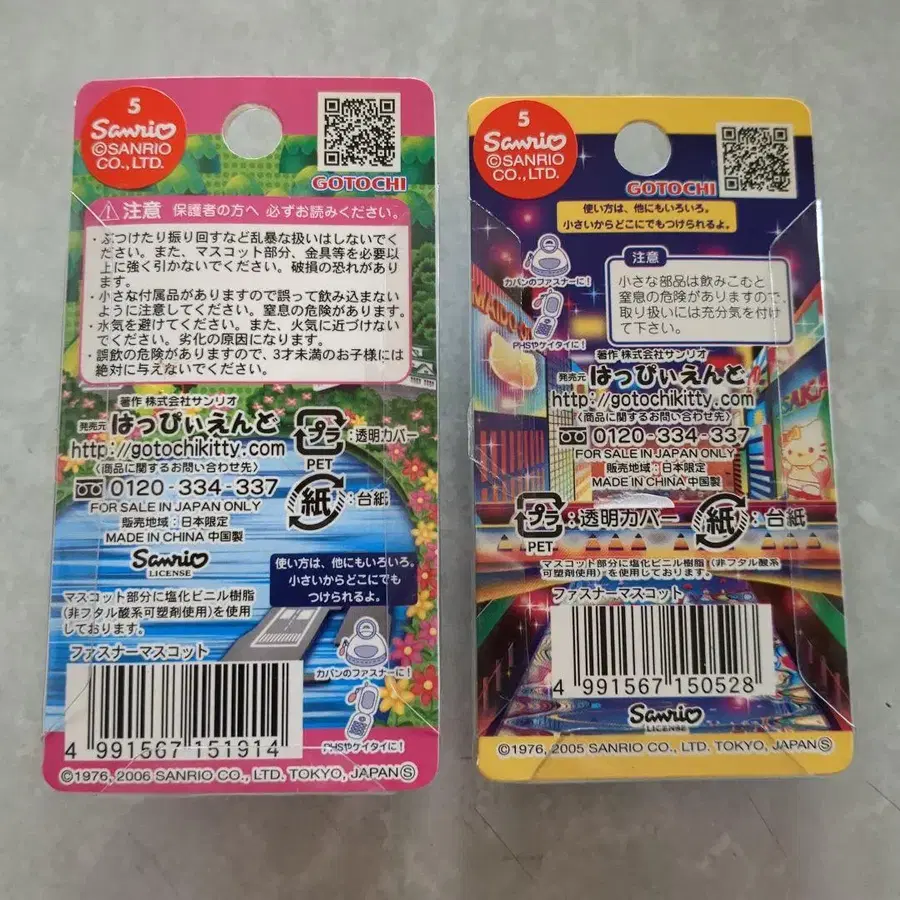 5
Sanrio
©SANRIO
CO., LTD.
GOTOCHI
注意 保護者の方へ 必ずお読みください。
・ぶつけたり振り回すなど乱暴な扱いはしないでく
ださい。また、マスコット部分、金具等を必要以
上に強く引かないでください。破損の恐れがあり
ます。
・小さな付属品がありますので誤って飲み込まない
ように注意してください。窒息の危険があります。
・水気を避けてください。また、火気に近づけない
でください。劣化の原因になります。
・誤飲の危険がありますので、3才未満のお子様には
絶対に与えないでください。
著作 株式会社サンリオ
発売元 はっぴぃえんど
http://gotochikitty.com
〈商品に関するお問い合わせ先〉
0120-334-337
FOR SALE IN JAPAN ONLY
販売地域:日本限定
MADE IN CHINA 中国製
プラ:透明カバー
PET
紙:台紙
Sanrio
LICENSE
マスコット部分に塩化ビニル樹脂
(非フタル酸系可塑剤使用)を使用
しております。
使い方は、他にもいろいろ。
小さいからどこにでも
つけられるよ。
カバンのファスナーに!
PHSやケイタイに!
ファスナーマスコット
4 991567 151914
©1976, 2006 SANRIO CO., LTD. TOKYO, JAPAN Ⓢ
5
Sanrio
©SANRIO
CO., LTD.
GOTOCHI
使い方は、他にもいろいろ。
小さいからどこにでもつけられるよ。
カバンのファスナーに!
PHSやケイタイに!
注意
小さな部品は飲みこむと
窒息の危険がありますので、
取り扱いには充分気を付け
て下さい。
著作 株式会社サンリオ
発売元 はっぴぃえんど
http://gotochikitty.com
〈商品に関するお問い合わせ先〉
0120-334-337
FOR SALE IN JAPAN ONLY
販売地域:日本限定
MADE IN CHINA 中国製
プラ:透明カバー
PET
紙:台紙
マスコット部分に塩化ビニル樹脂(非フタル酸系
可塑剤使用)を使用しております。
ファスナーマスコット
4 991567 150528
Sanrio
LICENSE
©1976, 2005 SANRIO CO., LTD. TOKYO, JAPAN Ⓢ